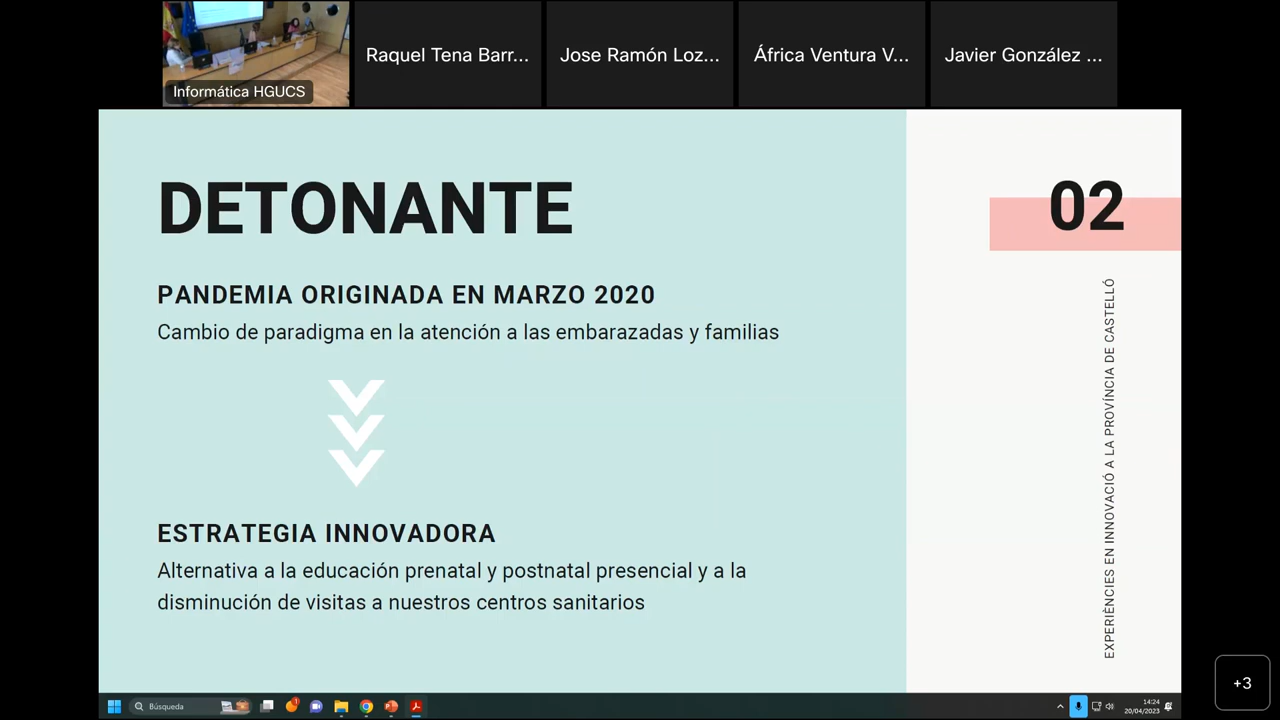 Informática HGUCS
Raquel Tena Barr...
Jose Ramón Loz...
África Ventura V...
Javier González ...
DETONANTE
02
PANDEMIA ORIGINADA EN MARZO 2020
Cambio de paradigma en la atención a las embarazadas y familias
ESTRATEGIA INNOVADORA
Alternativa a la educación prenatal y postnatal presencial y a la
disminución de visitas a nuestros centros sanitarios
EXPERIÈNCIES EN INNOVACIÓ A LA PROVÍNCIA DE CASTELLÓ
+3
Búsqueda
14:24
20/04/2023